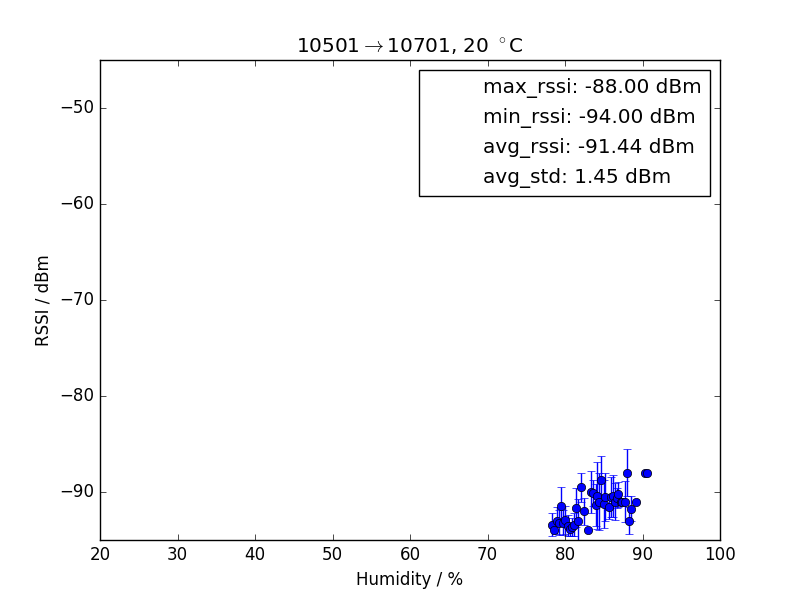 10501→10701, 20 °C
max_rssi: -88.00 dBm
min_rssi: -94.00 dBm
avg_rssi: -91.44 dBm
avg_std: 1.45 dBm
RSSI / dBm
−50
−60
−70
−80
−90
20 30 40 50 60 70 80 90 100
Humidity / %